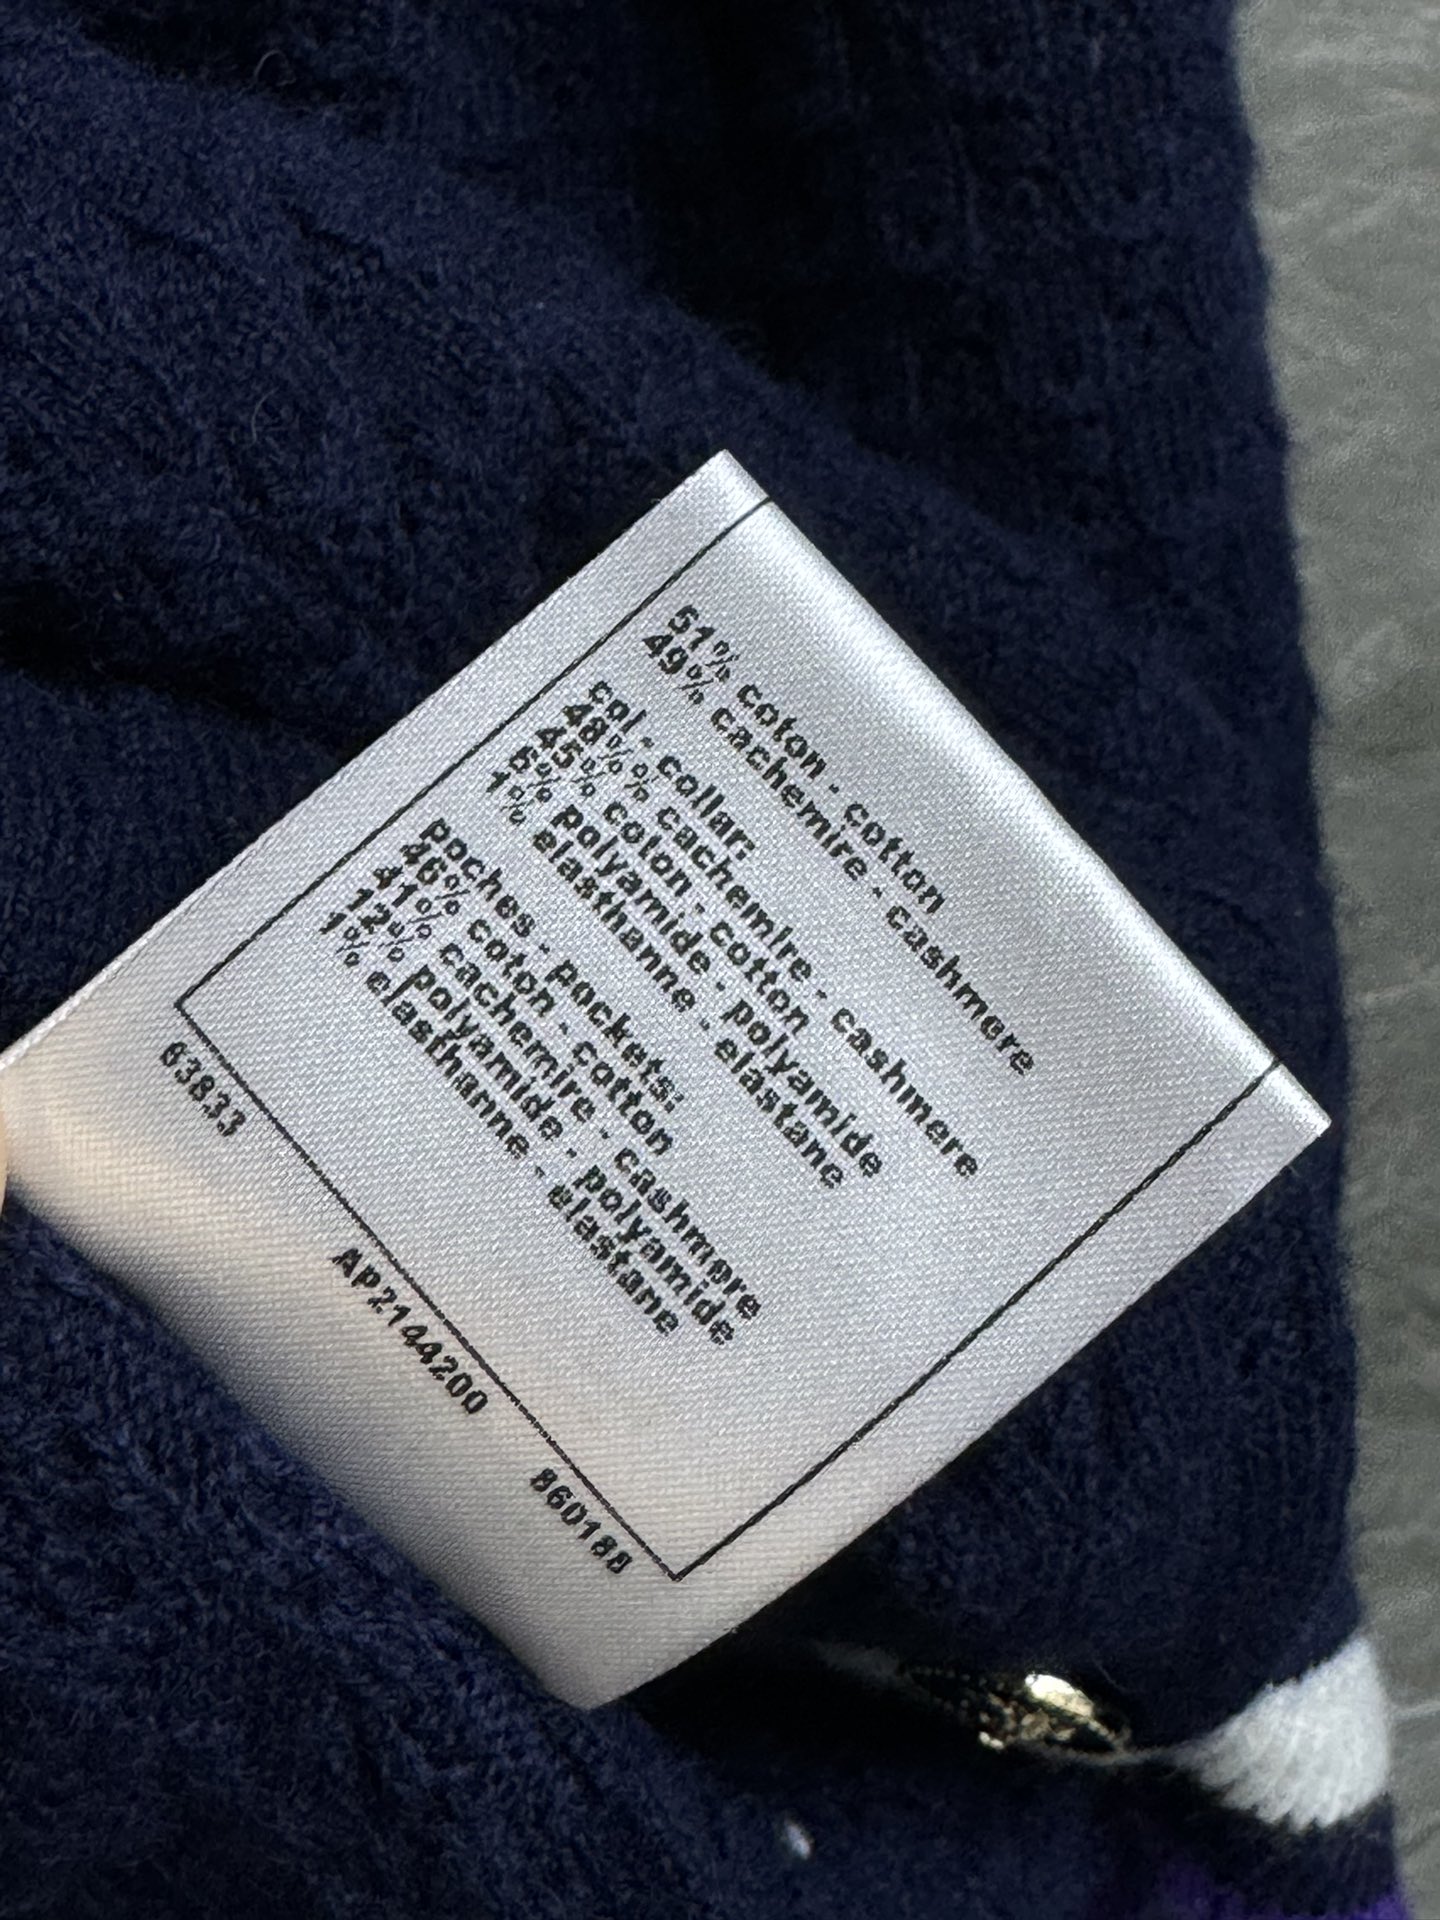 51% coton - cotton
49% cachemire - cashmere
col - collar:
48% cachemire - cashmere
45% coton - cotton
6% polyamide - polyamide
1% elasthanne - elastane
poches - pockets:
46% coton - cotton
41% cachemire - cashmere
12% polyamide - polyamide
1% elasthanne - elastane
63833 AP2144200 860180